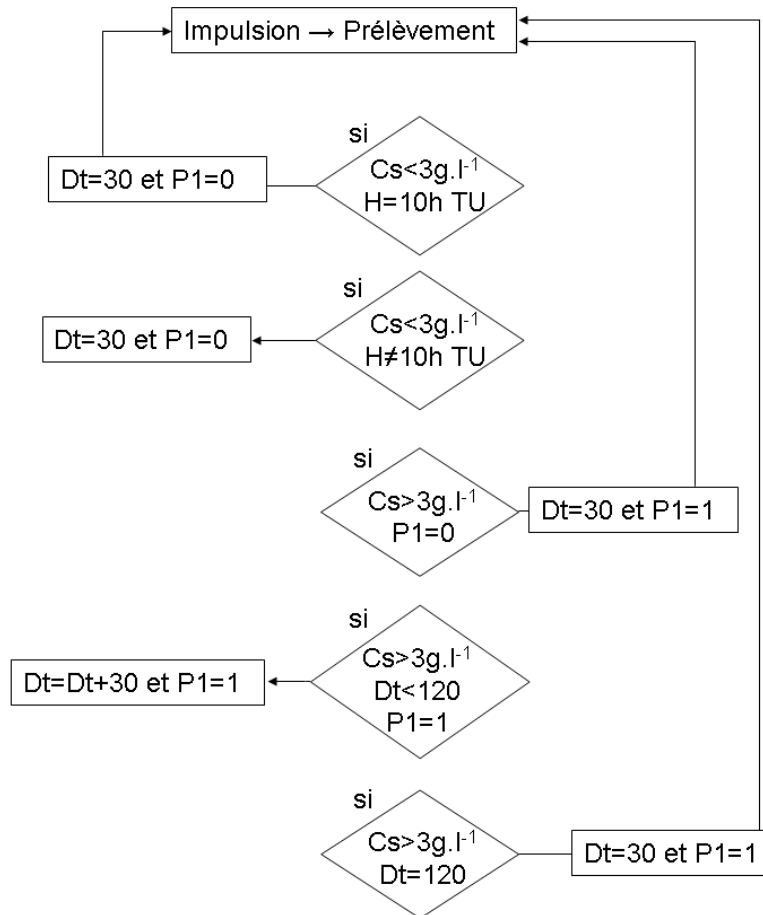 Impulsion → Prélèvement
si
Cs<3g.l⁻¹
H=10h TU
Dt=30 et P1=0
si
Cs<3g.l⁻¹
H≠10h TU
Dt=30 et P1=0
si
Cs>3g.l⁻¹
P1=0
Dt=30 et P1=1
si
Cs>3g.l⁻¹
Dt<120
P1=1
Dt=Dt+30 et P1=1
si
Cs>3g.l⁻¹
Dt=120
Dt=30 et P1=1